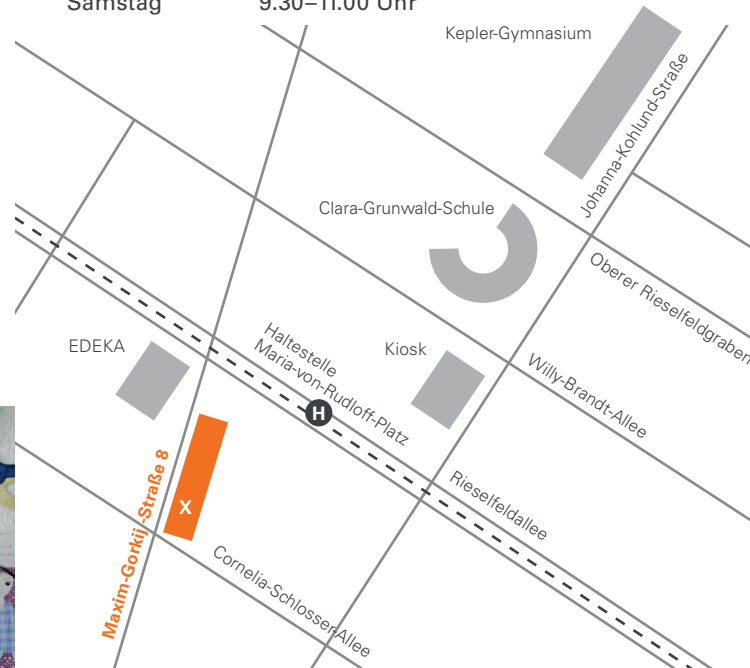 Samstag 9.30–11.00 Uhr
Kepler-Gymnasium
Johanna-Kohlund-Straße
Clara-Grunwald-Schule
Oberer Rieselfeldgraben
Haltestelle
Maria-von-Rudloff-Platz
EDEKA
Kiosk
Willy-Brandt-Allee
H
Rieselfeldallee
Maxim-Gorkij-Straße 8
X
Cornelia-Schlosser-Allee